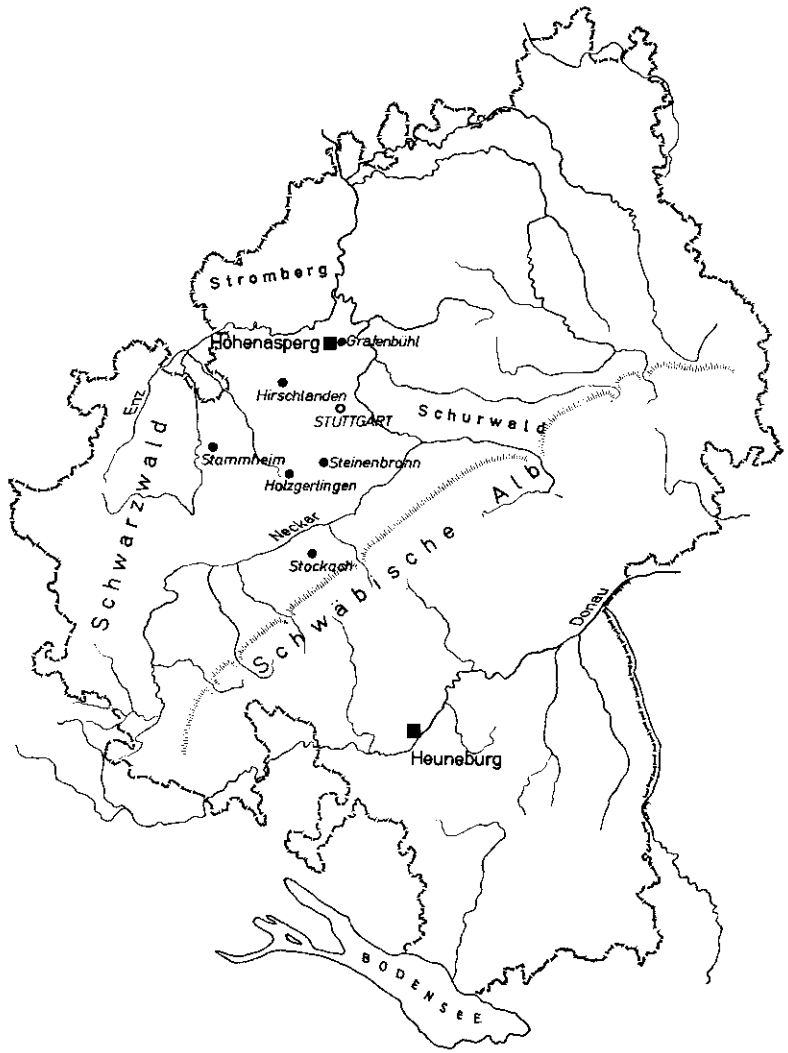 Stromberg
Hohenasperg
Grafenbühl
Enz
Hirschlanden
STUTTGART
Schurwald
Stammheim
Steinenbronn
Holzgerlingen
Schwarzwald
Neckar
Stockach
Schwäbische Alb
Donau
Heuneburg
BODENSEE